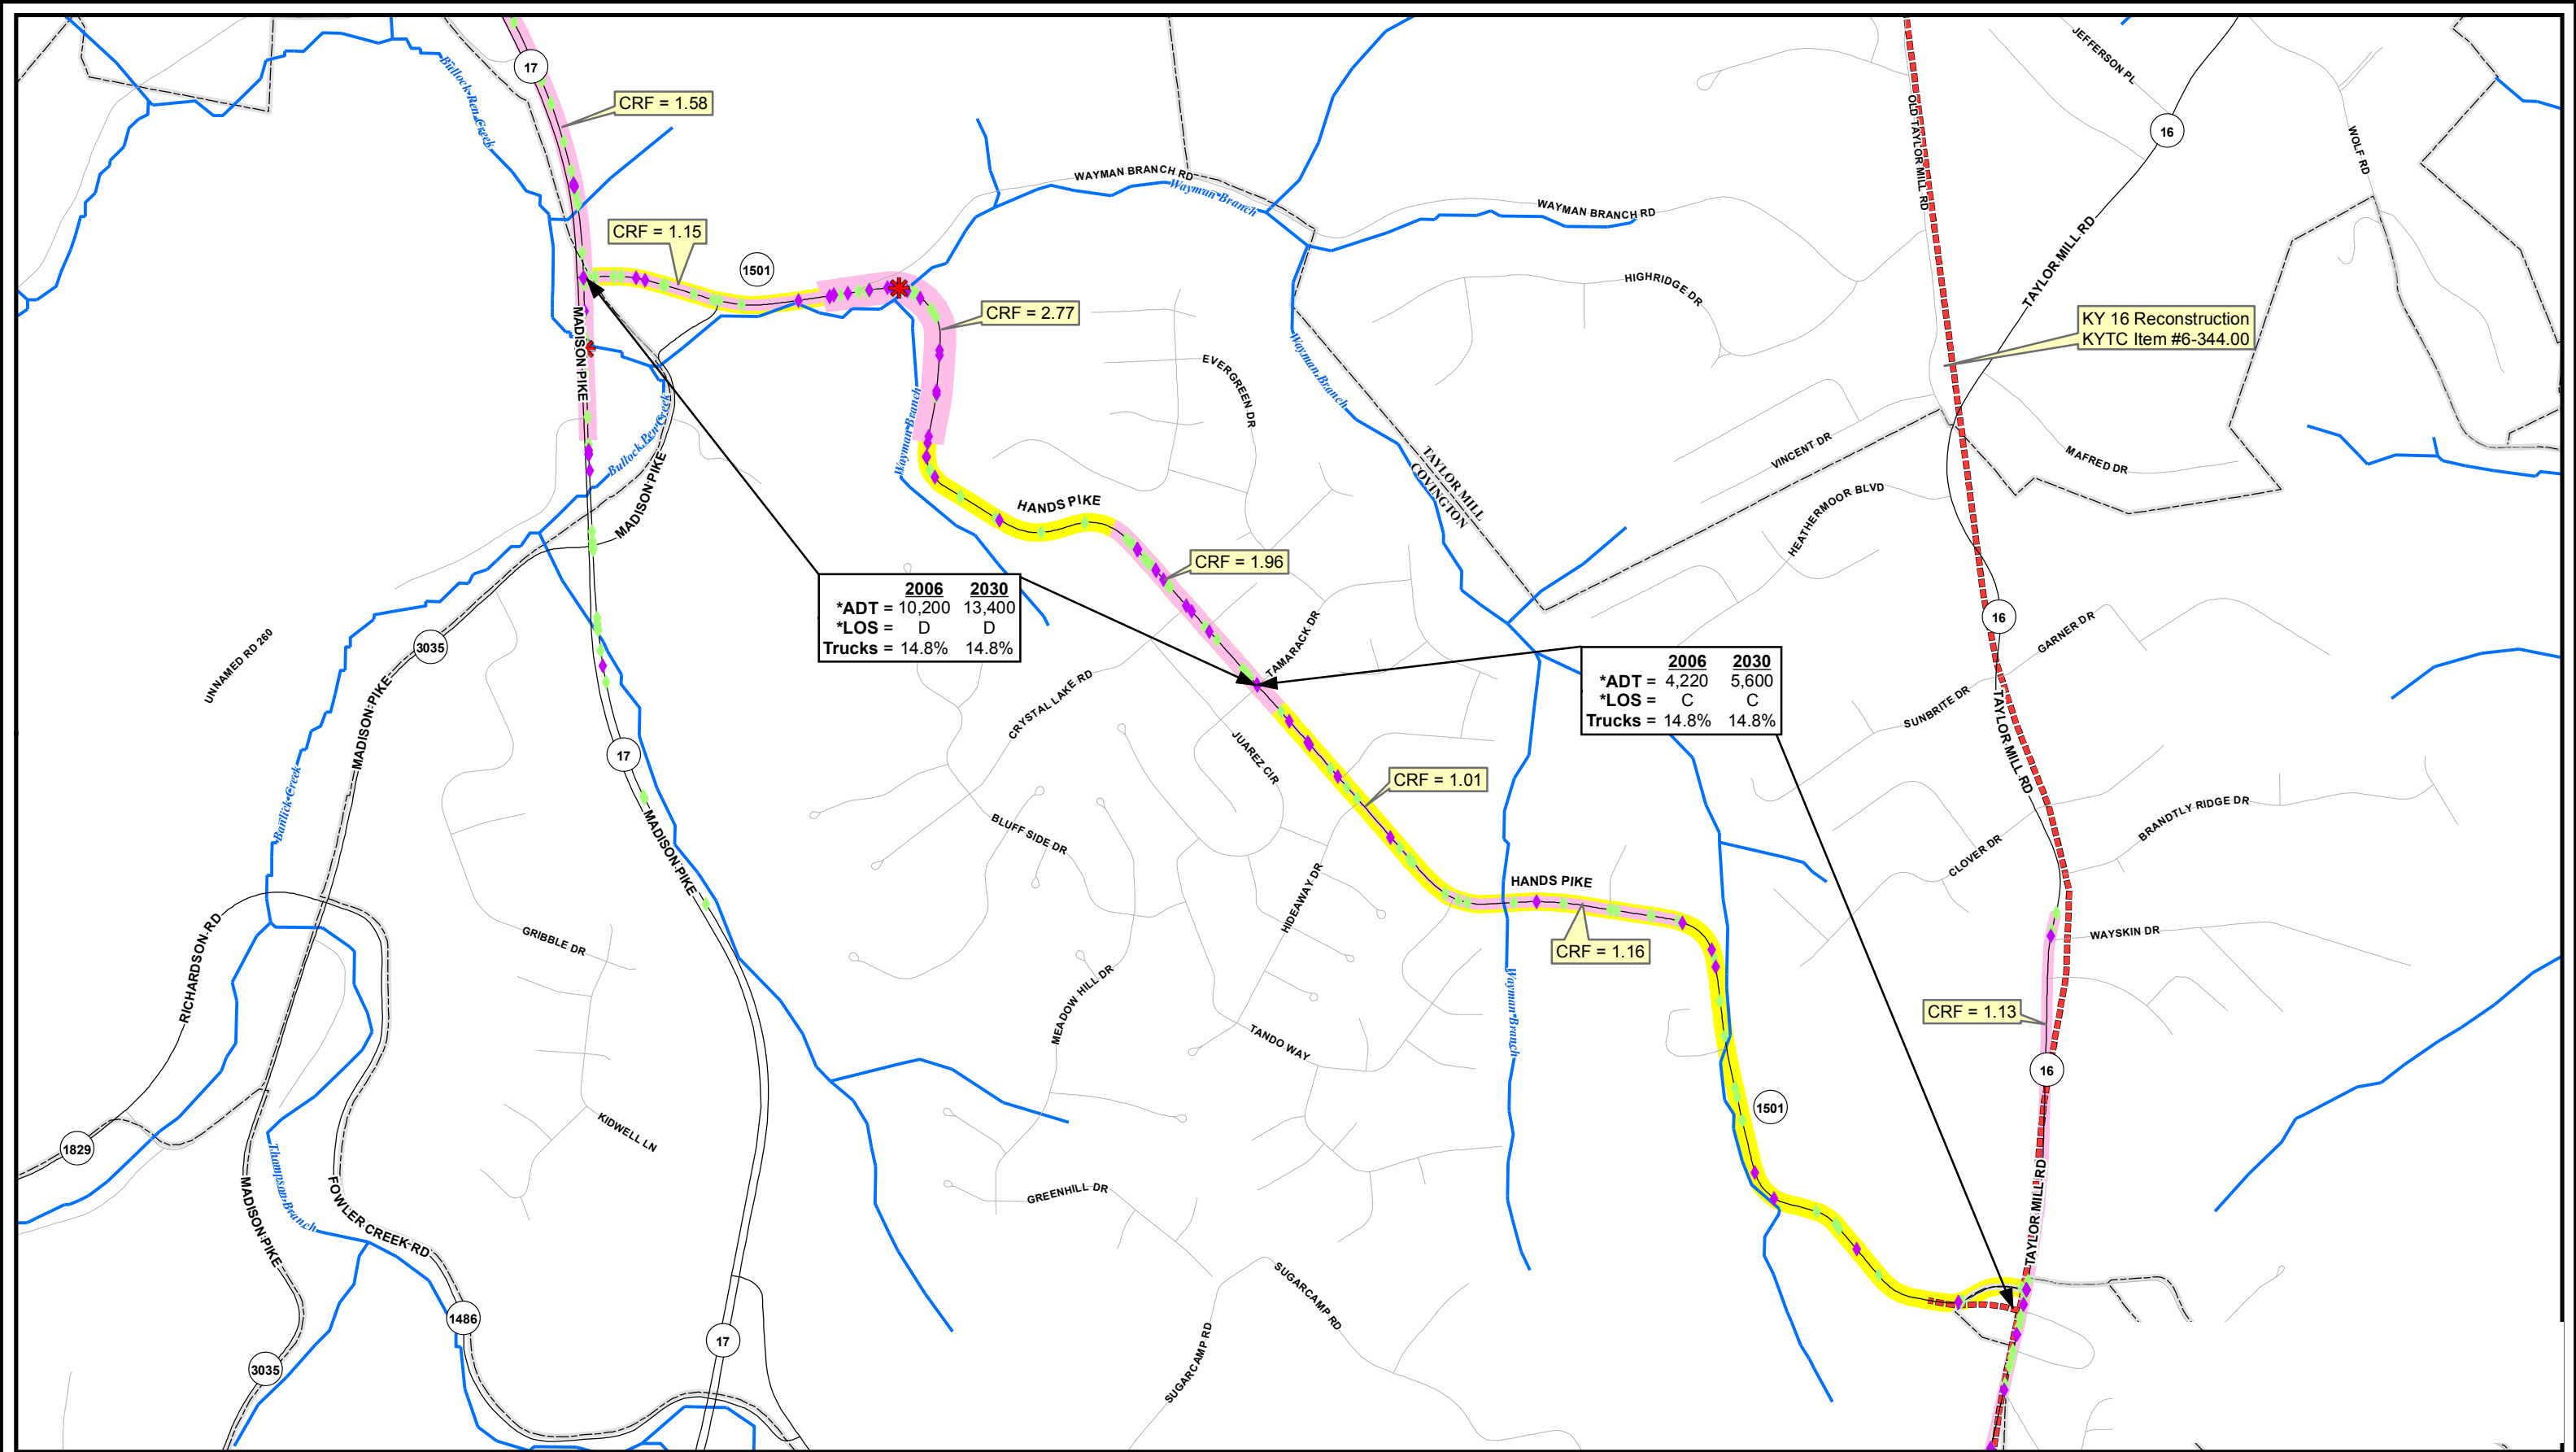 17
CRF = 1.58
Bullock Pen Creek
JEFFERSON PL
16
WOLF RD
OLD TAYLOR MILL RD
WAYMAN BRANCH RD
Wayman Branch
WAYMAN BRANCH RD
TAYLOR MILL RD
CRF = 1.15
1501
HIGHRIDGE DR
CRF = 2.77
KY 16 Reconstruction
KYTC Item #6-344.00
MADISON PIKE
EVERGREEN DR
Wayman Branch
Wayman Branch
Bullock Pen Creek
MADISON PIKE
TAYLOR MILL
COVINGTON
VINCENT DR
MAFRED DR
HEATHERMOOR BLVD
HANDS PIKE
CRF = 1.96
2006 2030
*ADT = 10,200 13,400
*LOS = D D
Trucks = 14.8% 14.8%
16
GARNER DR
TAMARACK DR
UNNAMED RD 260
3035
2006 2030
*ADT = 4,220 5,600
*LOS = C C
Trucks = 14.8% 14.8%
CRYSTAL LAKE RD
SUNBRITE DR
MADISON PIKE
17
JUAREZ CIR
TAYLOR MILL RD
CRF = 1.01
Banlick Creek
BLUFF SIDE DR
MADISON PIKE
BRANDTLY RIDGE DR
CLOVER DR
HANDS PIKE
HIDEAWAY DR
GRIBBLE DR
CRF = 1.16
WAYSKIN DR
RICHARDSON RD
MEADOW HILL DR
Wayman Branch
CRF = 1.13
TANDO WAY
16
1501
KIDWELL LN
1829
Thompson Branch
MADISON PIKE
FOWLER CREEK RD
GREENHILL DR
TAYLOR MILL RD
SUGARCAMP RD
SUGARCAMP RD
1486
17
3035